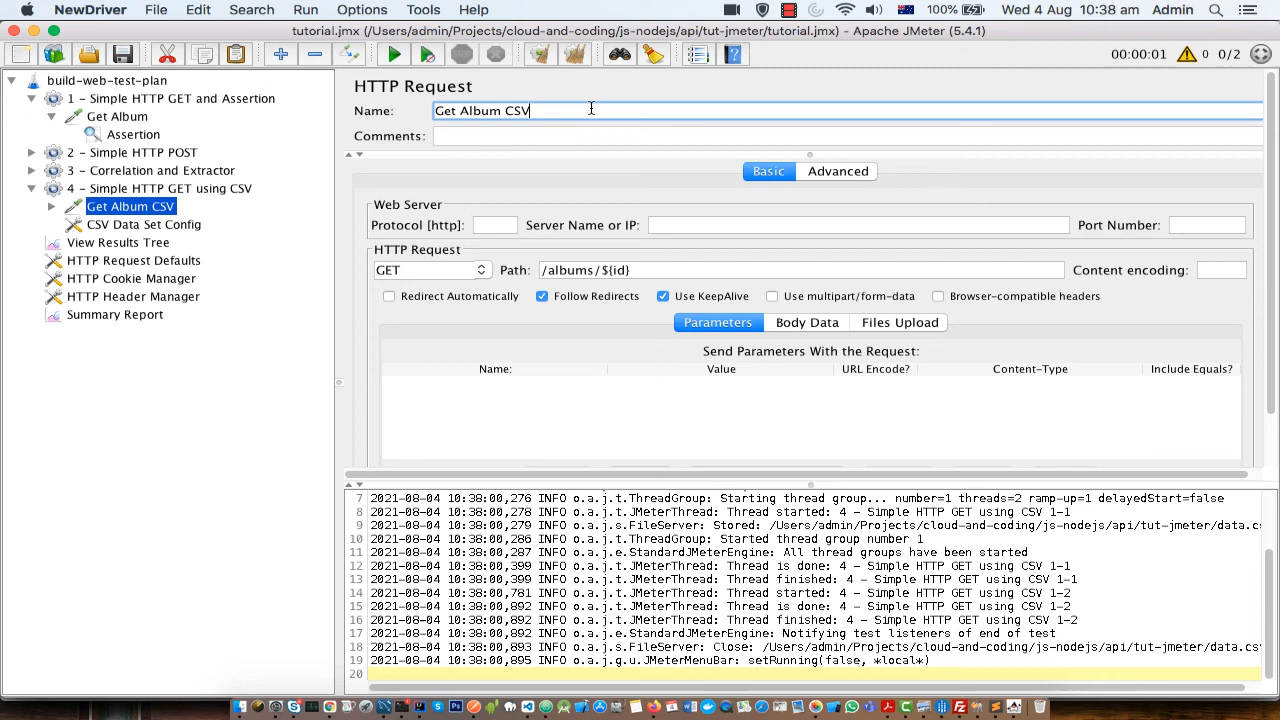 NewDriver File Edit Search Run Options Tools Help 100% Wed 4 Aug 10:38 am Admin
tutorial.jmx (/Users/admin/Projects/cloud-and-coding/js-nodejs/api/tut-jmeter/tutorial.jmx) - Apache JMeter (5.4.1)
00:00:01 0 0/2
build-web-test-plan
1 - Simple HTTP GET and Assertion
Get Album
Assertion
2 - Simple HTTP POST
3 - Correlation and Extractor
4 - Simple HTTP GET using CSV
Get Album CSV
CSV Data Set Config
View Results Tree
HTTP Request Defaults
HTTP Cookie Manager
HTTP Header Manager
Summary Report
HTTP Request
Name: Get Album CSV
Comments:
Basic Advanced
Web Server
Protocol [http]: Server Name or IP: Port Number:
HTTP Request
GET Path: /albums/${id} Content encoding:
Redirect Automatically Follow Redirects Use KeepAlive Use multipart/form-data Browser-compatible headers
Parameters Body Data Files Upload
Send Parameters With the Request:
Name: Value URL Encode? Content-Type Include Equals?
7 2021-08-04 10:38:00,276 INFO o.a.j.t.ThreadGroup: Starting thread group... number=1 threads=2 ramp-up=1 delayedStart=false
8 2021-08-04 10:38:00,278 INFO o.a.j.t.JMeterThread: Thread started: 4 - Simple HTTP GET using CSV 1-1
9 2021-08-04 10:38:00,279 INFO o.a.j.s.FileServer: Stored: /Users/admin/Projects/cloud-and-coding/js-nodejs/api/tut-jmeter/data.cs
10 2021-08-04 10:38:00,286 INFO o.a.j.t.ThreadGroup: Started thread group number 1
11 2021-08-04 10:38:00,287 INFO o.a.j.e.StandardJMeterEngine: All thread groups have been started
12 2021-08-04 10:38:00,399 INFO o.a.j.t.JMeterThread: Thread is done: 4 - Simple HTTP GET using CSV 1-1
13 2021-08-04 10:38:00,399 INFO o.a.j.t.JMeterThread: Thread finished: 4 - Simple HTTP GET using CSV 1-1
14 2021-08-04 10:38:00,781 INFO o.a.j.t.JMeterThread: Thread started: 4 - Simple HTTP GET using CSV 1-2
15 2021-08-04 10:38:00,892 INFO o.a.j.t.JMeterThread: Thread is done: 4 - Simple HTTP GET using CSV 1-2
16 2021-08-04 10:38:00,892 INFO o.a.j.t.JMeterThread: Thread finished: 4 - Simple HTTP GET using CSV 1-2
17 2021-08-04 10:38:00,892 INFO o.a.j.e.StandardJMeterEngine: Notifying test listeners of end of test
18 2021-08-04 10:38:00,893 INFO o.a.j.s.FileServer: Close: /Users/admin/Projects/cloud-and-coding/js-nodejs/api/tut-jmeter/data.csv
19 2021-08-04 10:38:00,895 INFO o.a.j.g.u.JMeterMenuBar: setRunning(false, *local*)
20